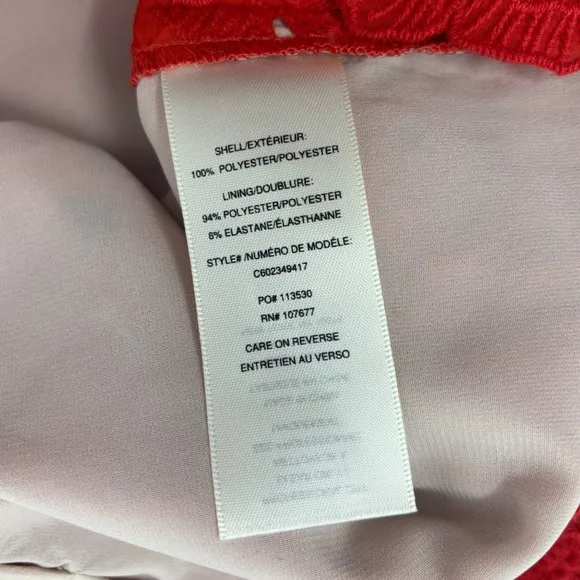 SHELL/EXTÉRIEUR:
100% POLYESTER/POLYESTER
LINING/DOUBLURE:
94% POLYESTER/POLYESTER
6% ELASTANE/ÉLASTHANNE
STYLE# /NUMÉRO DE MODÉLE:
C602349417
PO# 113530
RN# 107677
CARE ON REVERSE
ENTRETIEN AU VERSO